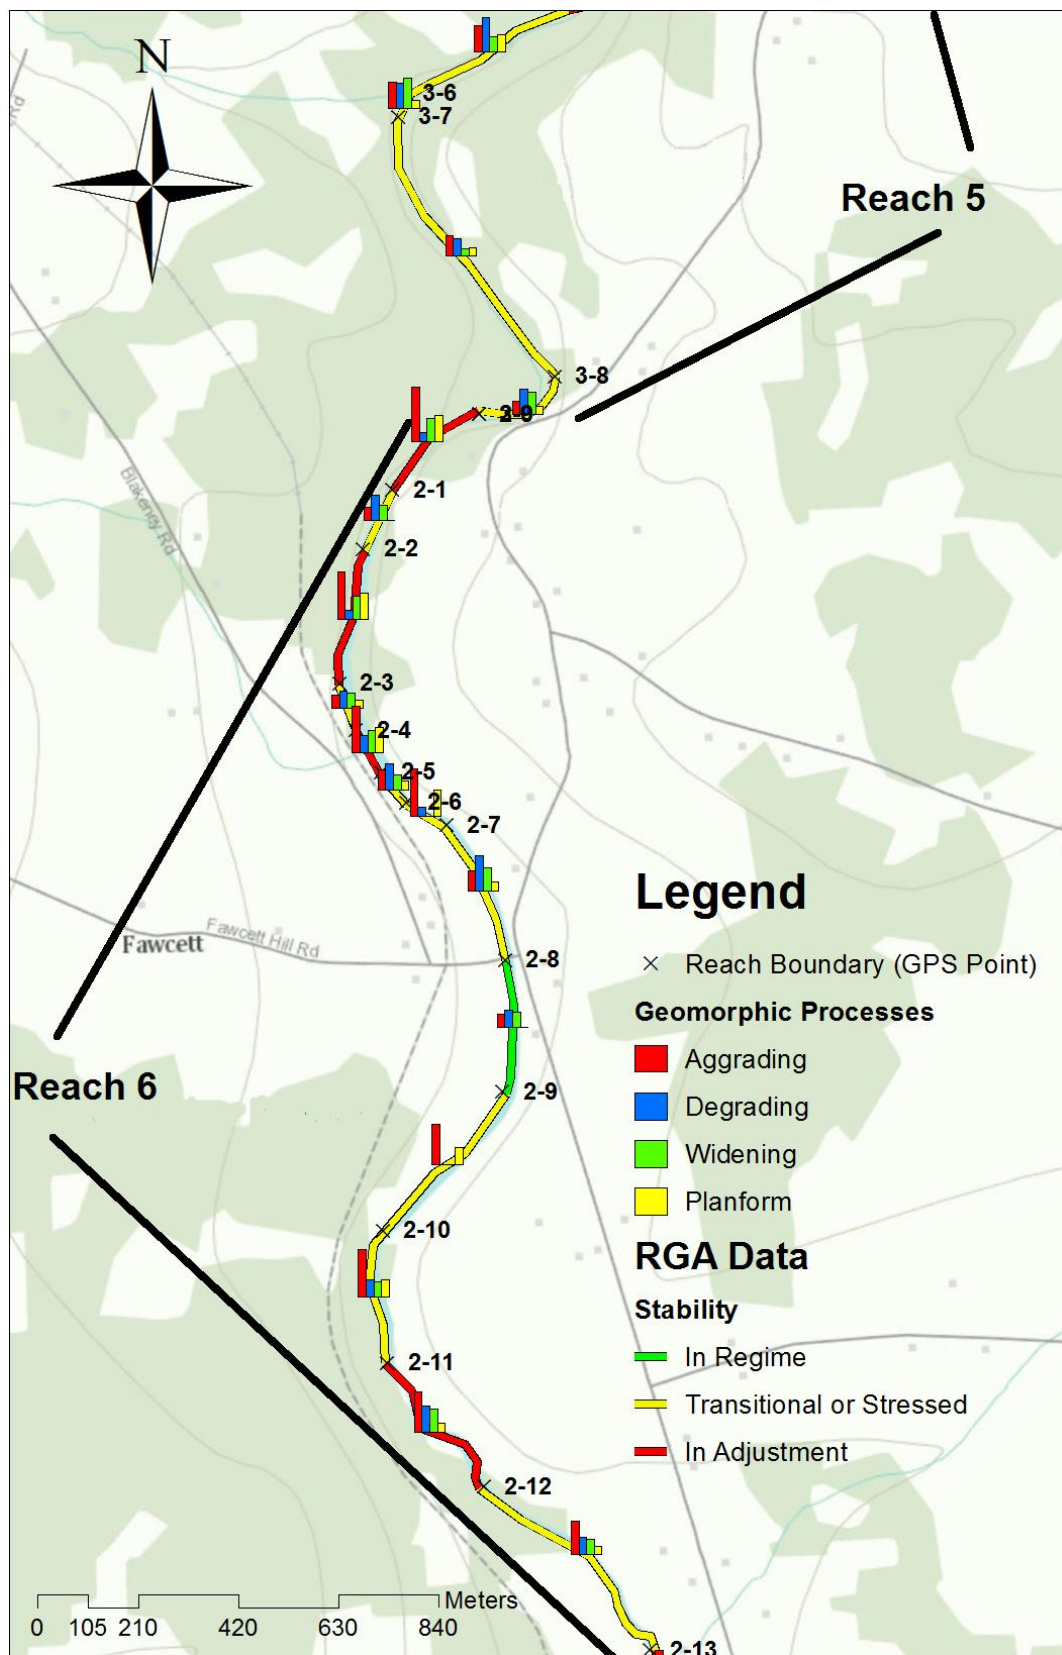 N
Rd
3-6
3-7
Reach 5
3-8
2-1
Blakeney Rd
2-2
2-3
2-4
2-5
2-6
2-7
Fawcett Hill Rd
Fawcett
2-8
2-9
Reach 6
2-10
2-11
2-12
2-13
Legend
Reach Boundary (GPS Point)
Geomorphic Processes
Aggrading
Degrading
Widening
Planform
RGA Data
Stability
In Regime
Transitional or Stressed
In Adjustment
Meters
0 105 210 420 630 840